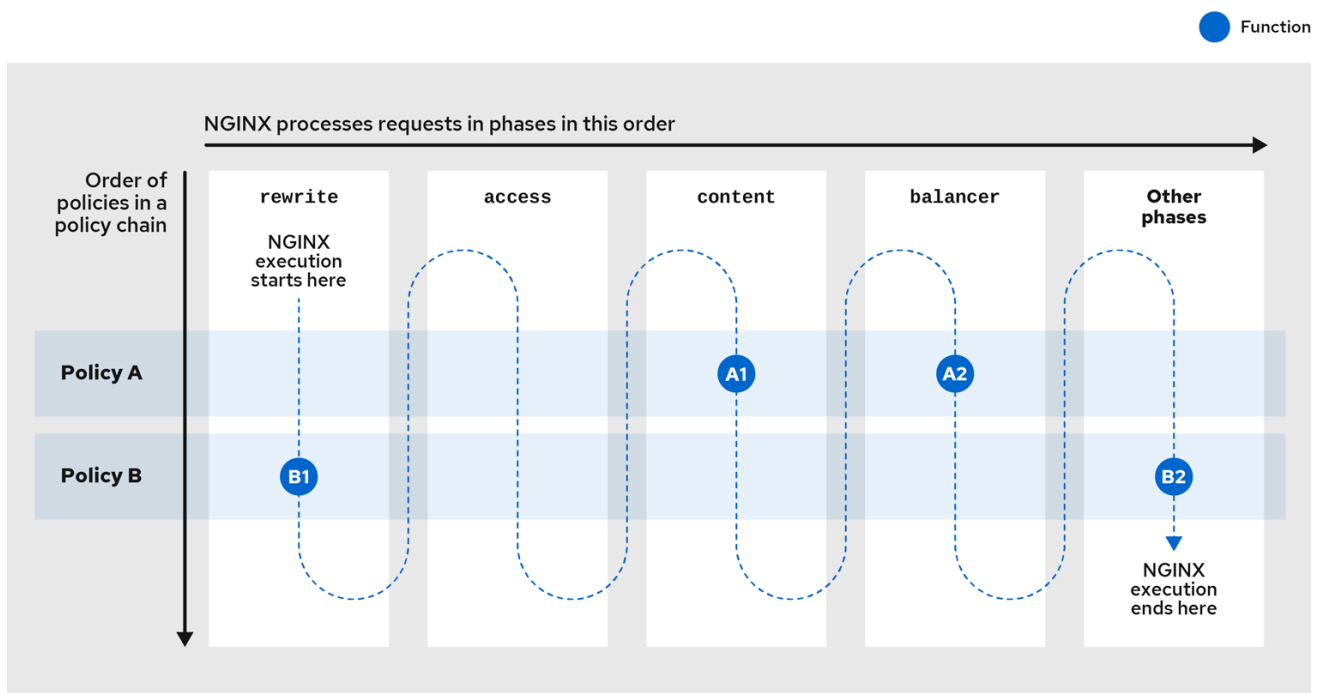 Function
NGINX processes requests in phases in this order
Order of
policies in a
policy chain
rewrite
access
content
balancer
Other
phases
NGINX
execution
starts here
Policy A
A1
A2
Policy B
B1
B2
NGINX
execution
ends here